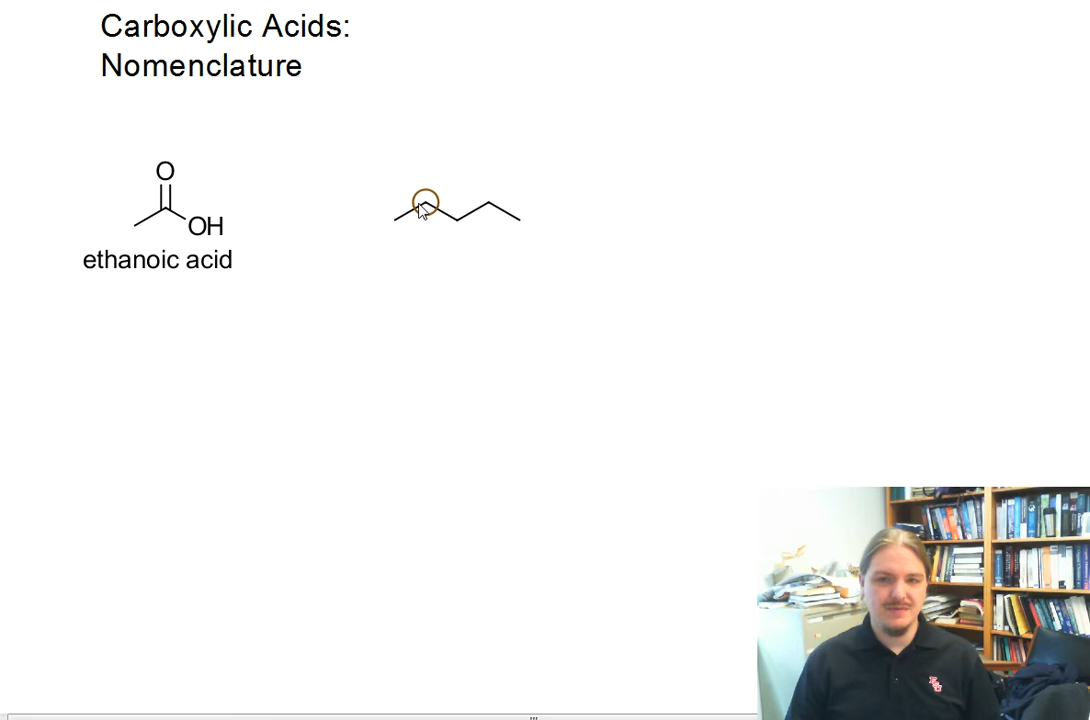 Carboxylic Acids:
Nomenclature
O
OH
ethanoic acid